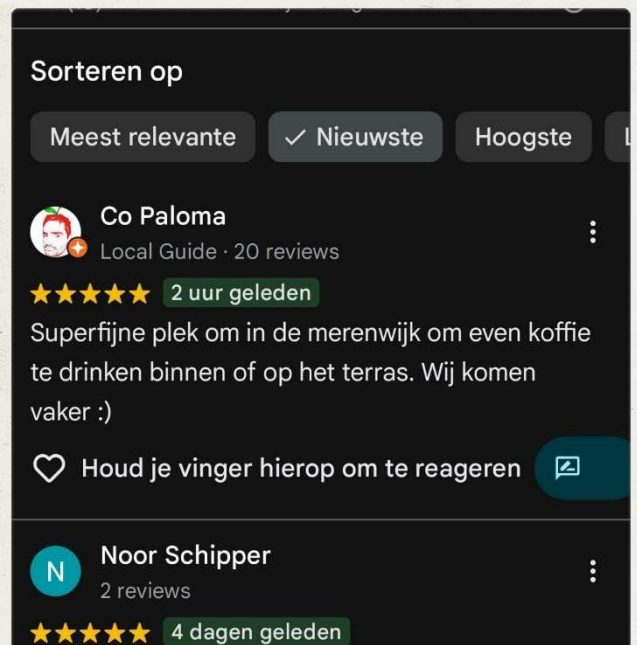 Sorteren op
Meest relevante
Nieuwste
Hoogste
Co Paloma
Local Guide · 20 reviews
2 uur geleden
Superfijne plek om in de merenwijk om even koffie
te drinken binnen of op het terras. Wij komen
vaker :)
Houd je vinger hierop om te reageren
N
Noor Schipper
2 reviews
4 dagen geleden